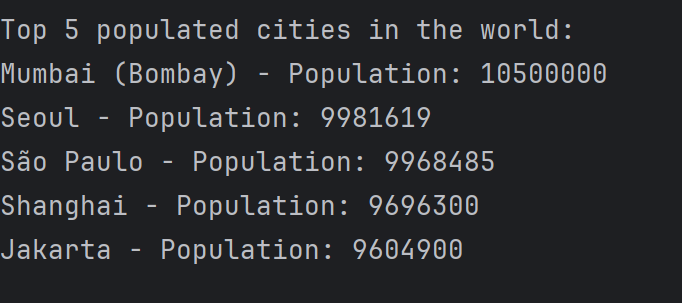 Top 5 populated cities in the world:
Mumbai (Bombay) - Population: 10500000
Seoul - Population: 9981619
São Paulo - Population: 9968485
Shanghai - Population: 9696300
Jakarta - Population: 9604900